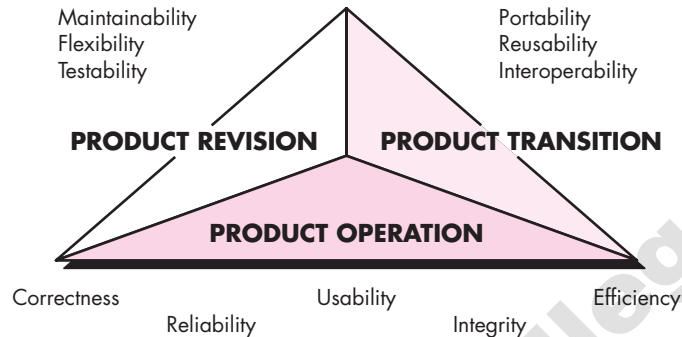 Maintainability
Flexibility
Testability
Portability
Reusability
Interoperability
PRODUCT REVISION
PRODUCT TRANSITION
PRODUCT OPERATION
Correctness
Usability
Efficiency
Reliability
Integrity